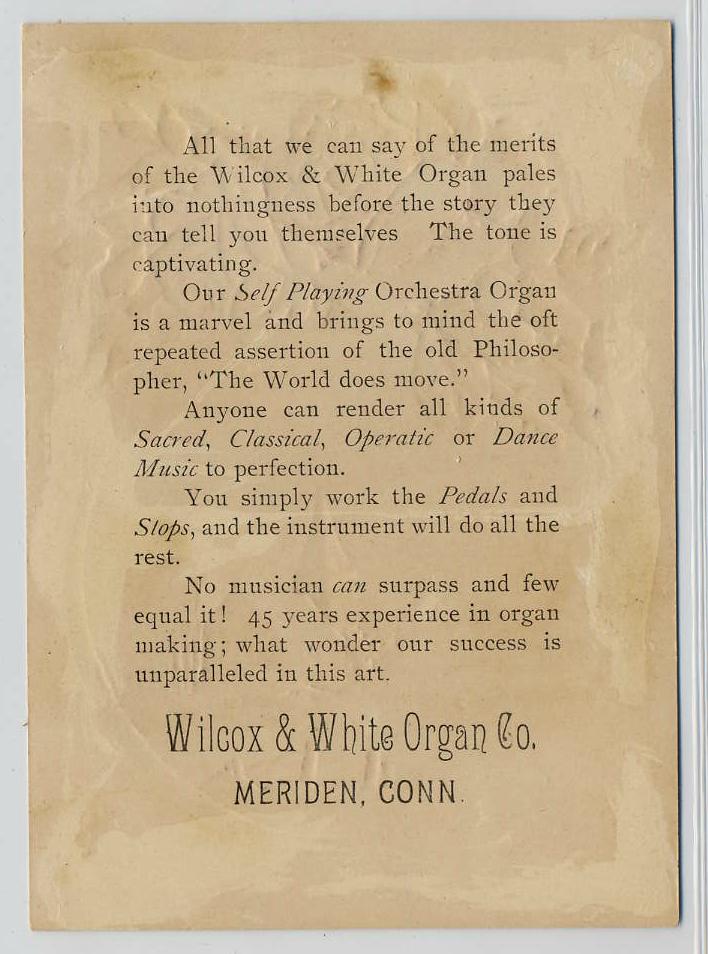 All that we can say of the merits
of the Wilcox & White Organ pales
into nothingness before the story they
can tell you themselves The tone is
captivating.
Our Self Playing Orchestra Organ
is a marvel and brings to mind the oft
repeated assertion of the old Philoso-
pher, “The World does move.”
Anyone can render all kinds of
Sacred, Classical, Operatic or Dance
Music to perfection.
You simply work the Pedals and
Stops, and the instrument will do all the
rest.
No musician can surpass and few
equal it! 45 years experience in organ
making; what wonder our success is
unparalleled in this art.
Wilcox & White Organ Co.
MERIDEN, CONN.